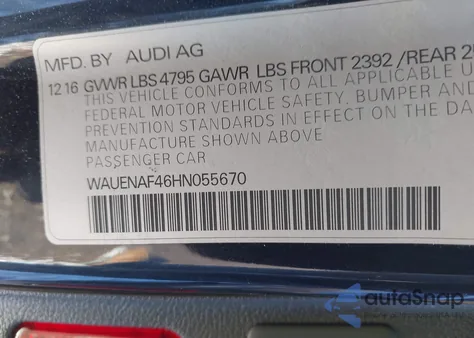 MFD. BY AUDI AG
12 16 GVWR LBS 4795 GAWR LBS FRONT 2392 /REAR
THIS VEHICLE CONFORMS TO ALL APPLICABLE
FEDERAL MOTOR VEHICLE SAFETY, BUMPER AND
PREVENTION STANDARDS IN EFFECT ON THE DA
MANUFACTURE SHOWN ABOVE
PASSENGER CAR
WAUENAF46HN055670
autoSnap